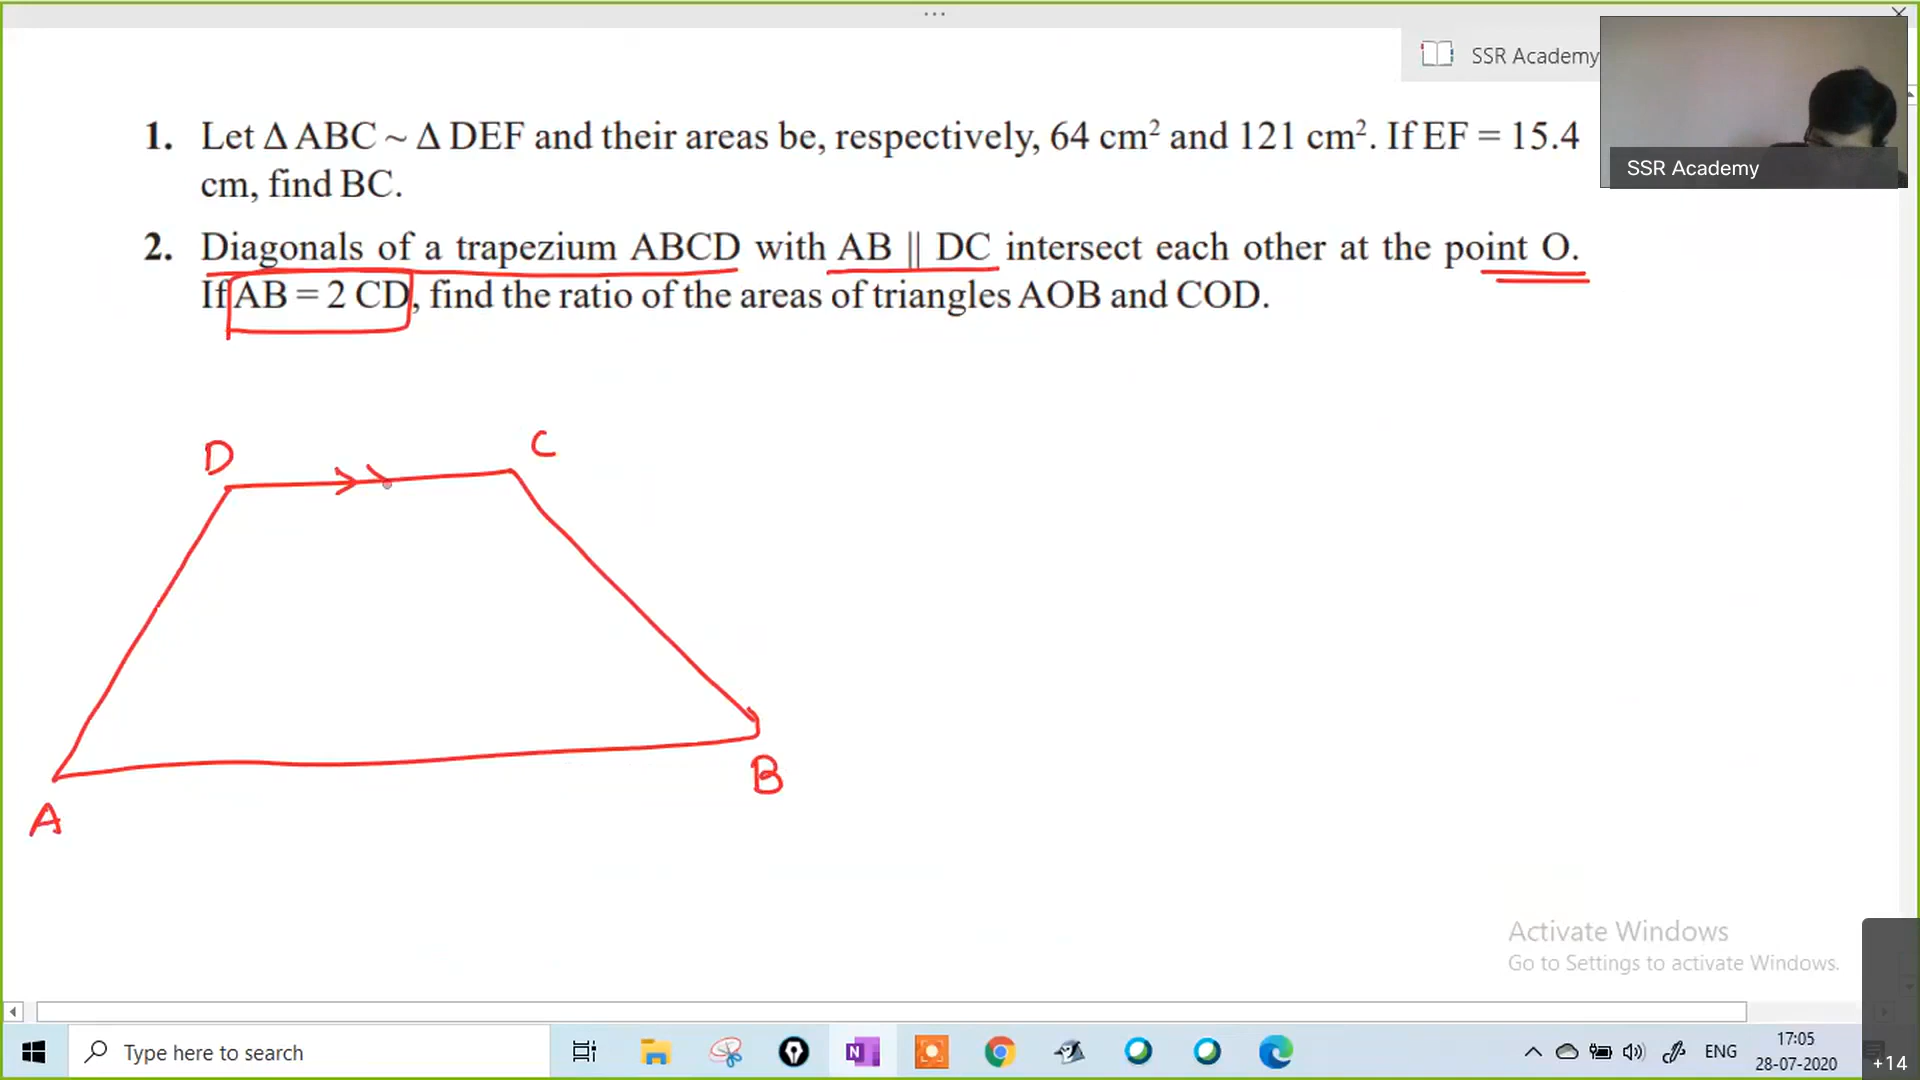 ...
SSR Academy
SSR Academy
1. Let Δ ABC ~ Δ DEF and their areas be, respectively, 64 cm² and 121 cm². If EF = 15.4
cm, find BC.
2. Diagonals of a trapezium ABCD with AB || DC intersect each other at the point O.
If AB = 2 CD, find the ratio of the areas of triangles AOB and COD.
D
C
B
A
Activate Windows
Go to Settings to activate Windows.
Type here to search
ENG
17:05
28-07-2020
+14